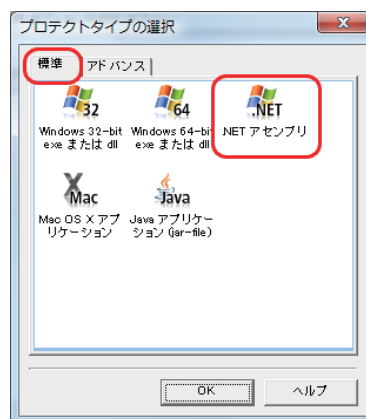 プロテクトタイプの選択
標準 アドバンス
32 64 .NET
Windows 32-bit Windows 64-bi .NET アセンブリ
exe または dll exe または dll
Mac Java
Mac OS X アプ Java アプリケー
リケーション ション (jar-file)
OK ヘルプ